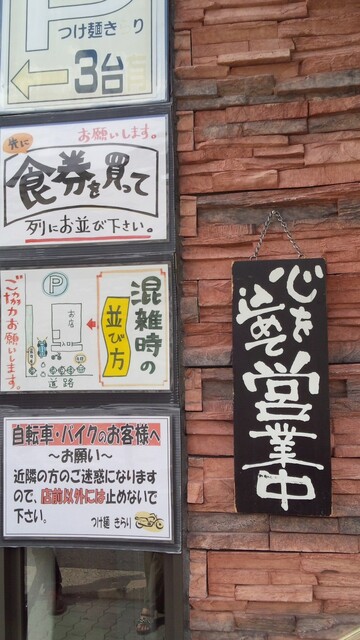 P
つけ麺きり
3台
先に
お願いします。
食券を買って
列にお並び下さい。
混雑時の
並び方
P
お店
入口
道路
ご協力お願いします。
自転車・バイクのお客様へ
～お願い～
近隣の方のご迷惑になります
ので、店前以外には止めないで
下さい。
つけ麺 きらり
心を
込めて
営業中